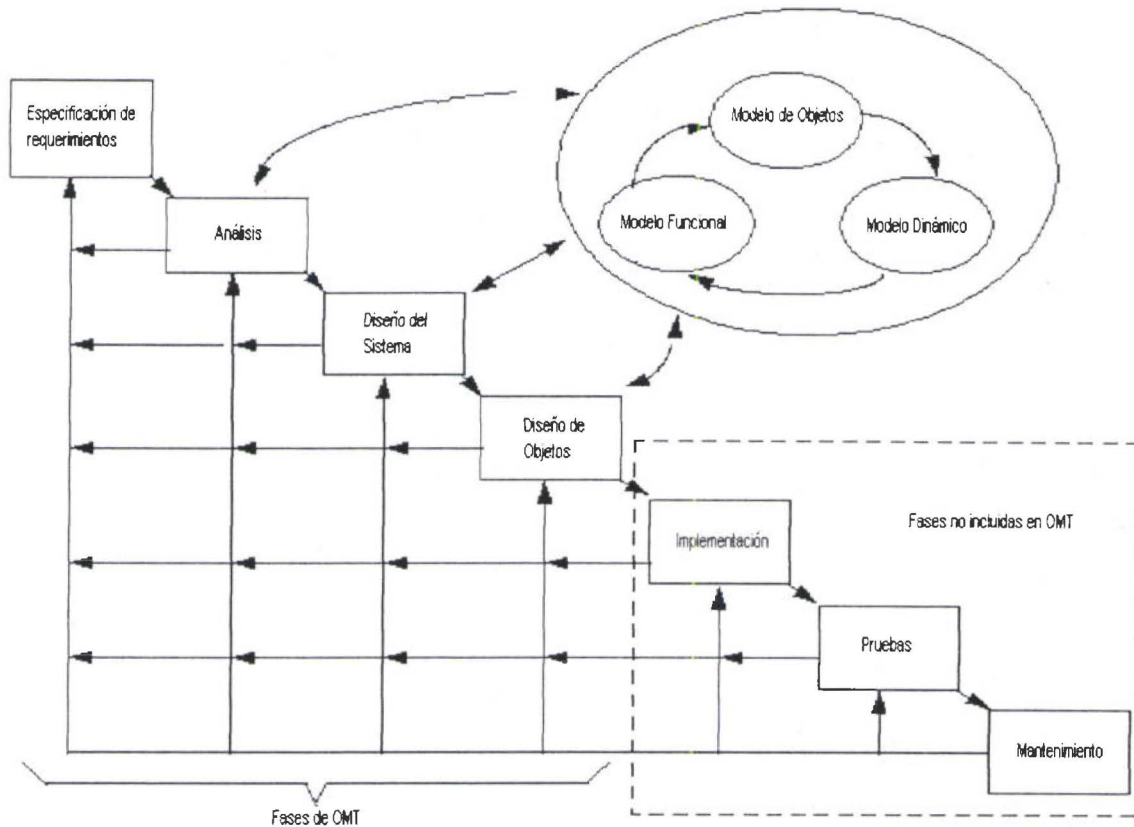 Especificación de
requerimientos
Análisis
Diseño del
Sistema
Diseño de
Objetos
Implementación
Pruebas
Mantenimiento
Modelo de Objetos
Modelo Funcional
Modelo Dinámico
Fases no incluidas en OMT
Fases de OMT